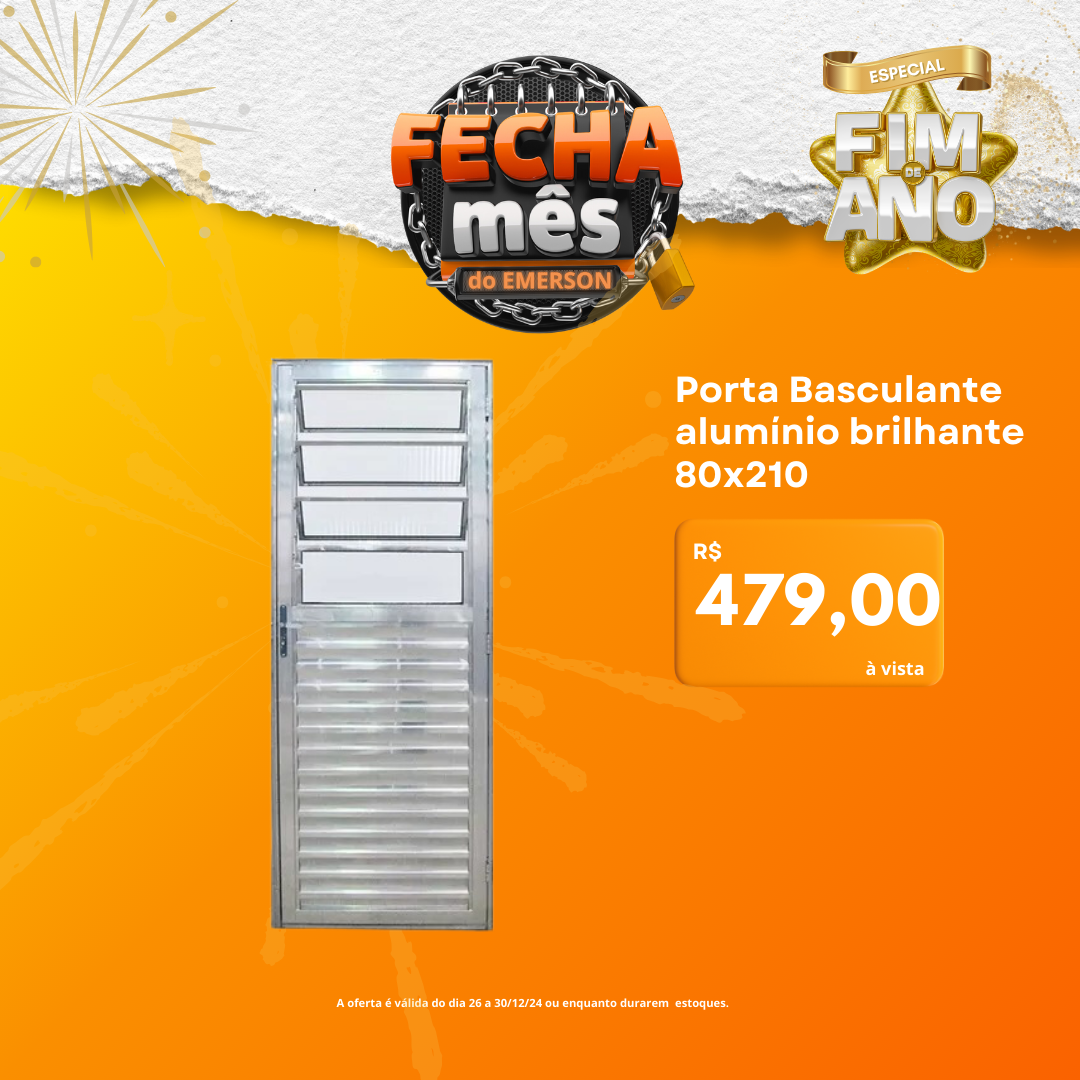 ESPECIAL
FIM
DE
ANO
FECHA
mês
do EMERSON
Porta Basculante
alumínio brilhante
80x210
R$
479,00
à vista
A oferta é válida do dia 26 a 30/12/24 ou enquanto durarem estoques.